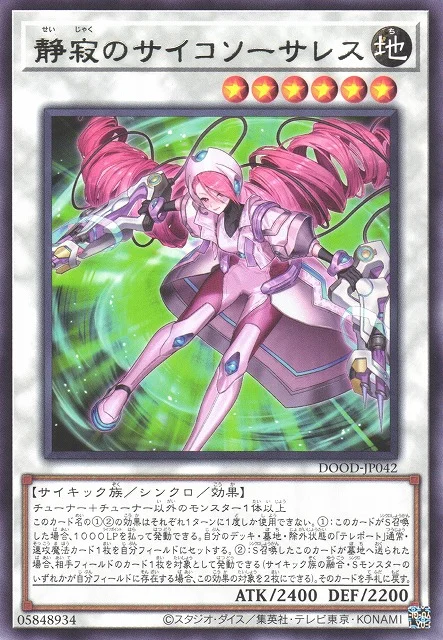 せい じゃく
静寂のサイコソーサレス
ち
地
DOOD-JP042
【サイキック族/シンクロ/効果】
チューナー+チューナー以外のモンスター1体以上
このカード名の①②の効果はそれぞれ1ターンに1度しか使用できない。①:このカードがS召喚
した場合、1000LPを払って発動できる。自分のデッキ・墓地・除外状態の「テレポート」通常・
速攻魔法カード1枚を自分フィールドにセットする。②:S召喚したこのカードが墓地へ送られた
場合、相手フィールドのカード1枚を対象として発動できる(サイキック族の融合・Sモンスターの
いずれかが自分フィールドに存在する場合、この効果の対象を2枚にできる)。そのカードを手札に戻す。
ATK/2400 DEF/2200
05848934 ©スタジオ・ダイス/集英社・テレビ東京・KONAMI